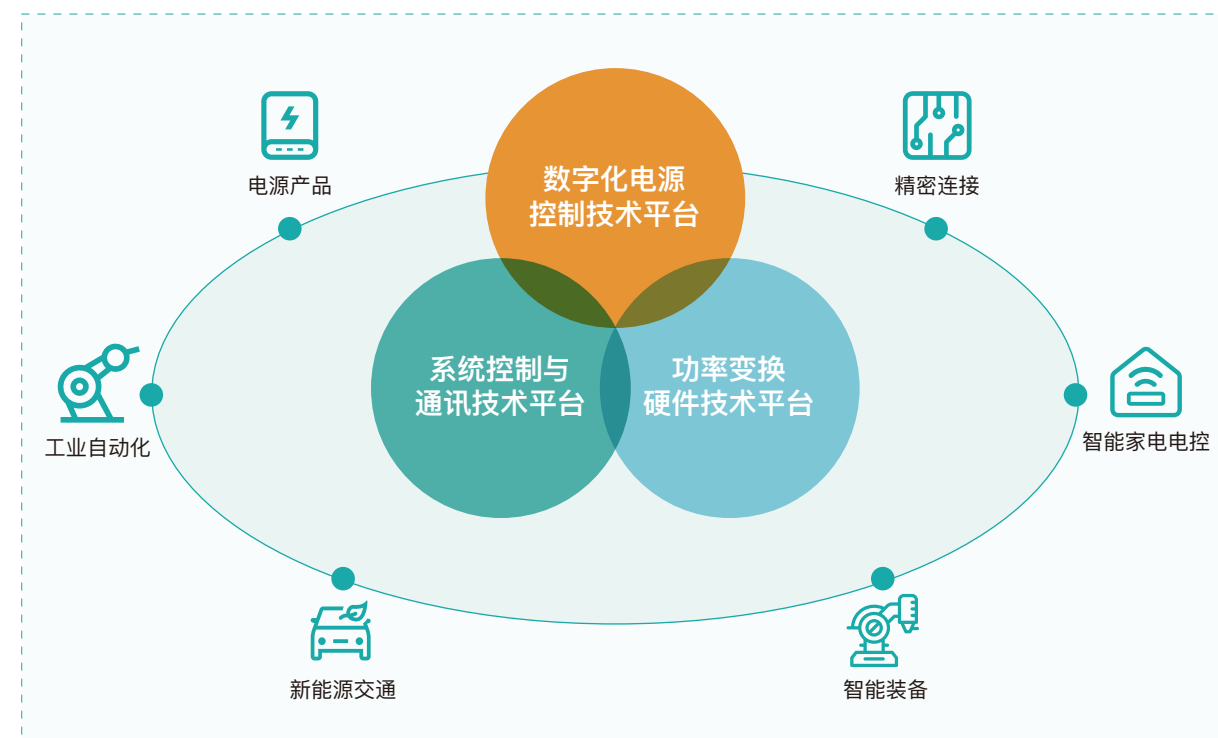 电源产品
精密连接
数字化电源
控制技术平台
系统控制与
通讯技术平台
功率变换
硬件技术平台
工业自动化
智能家电电控
新能源交通
智能装备